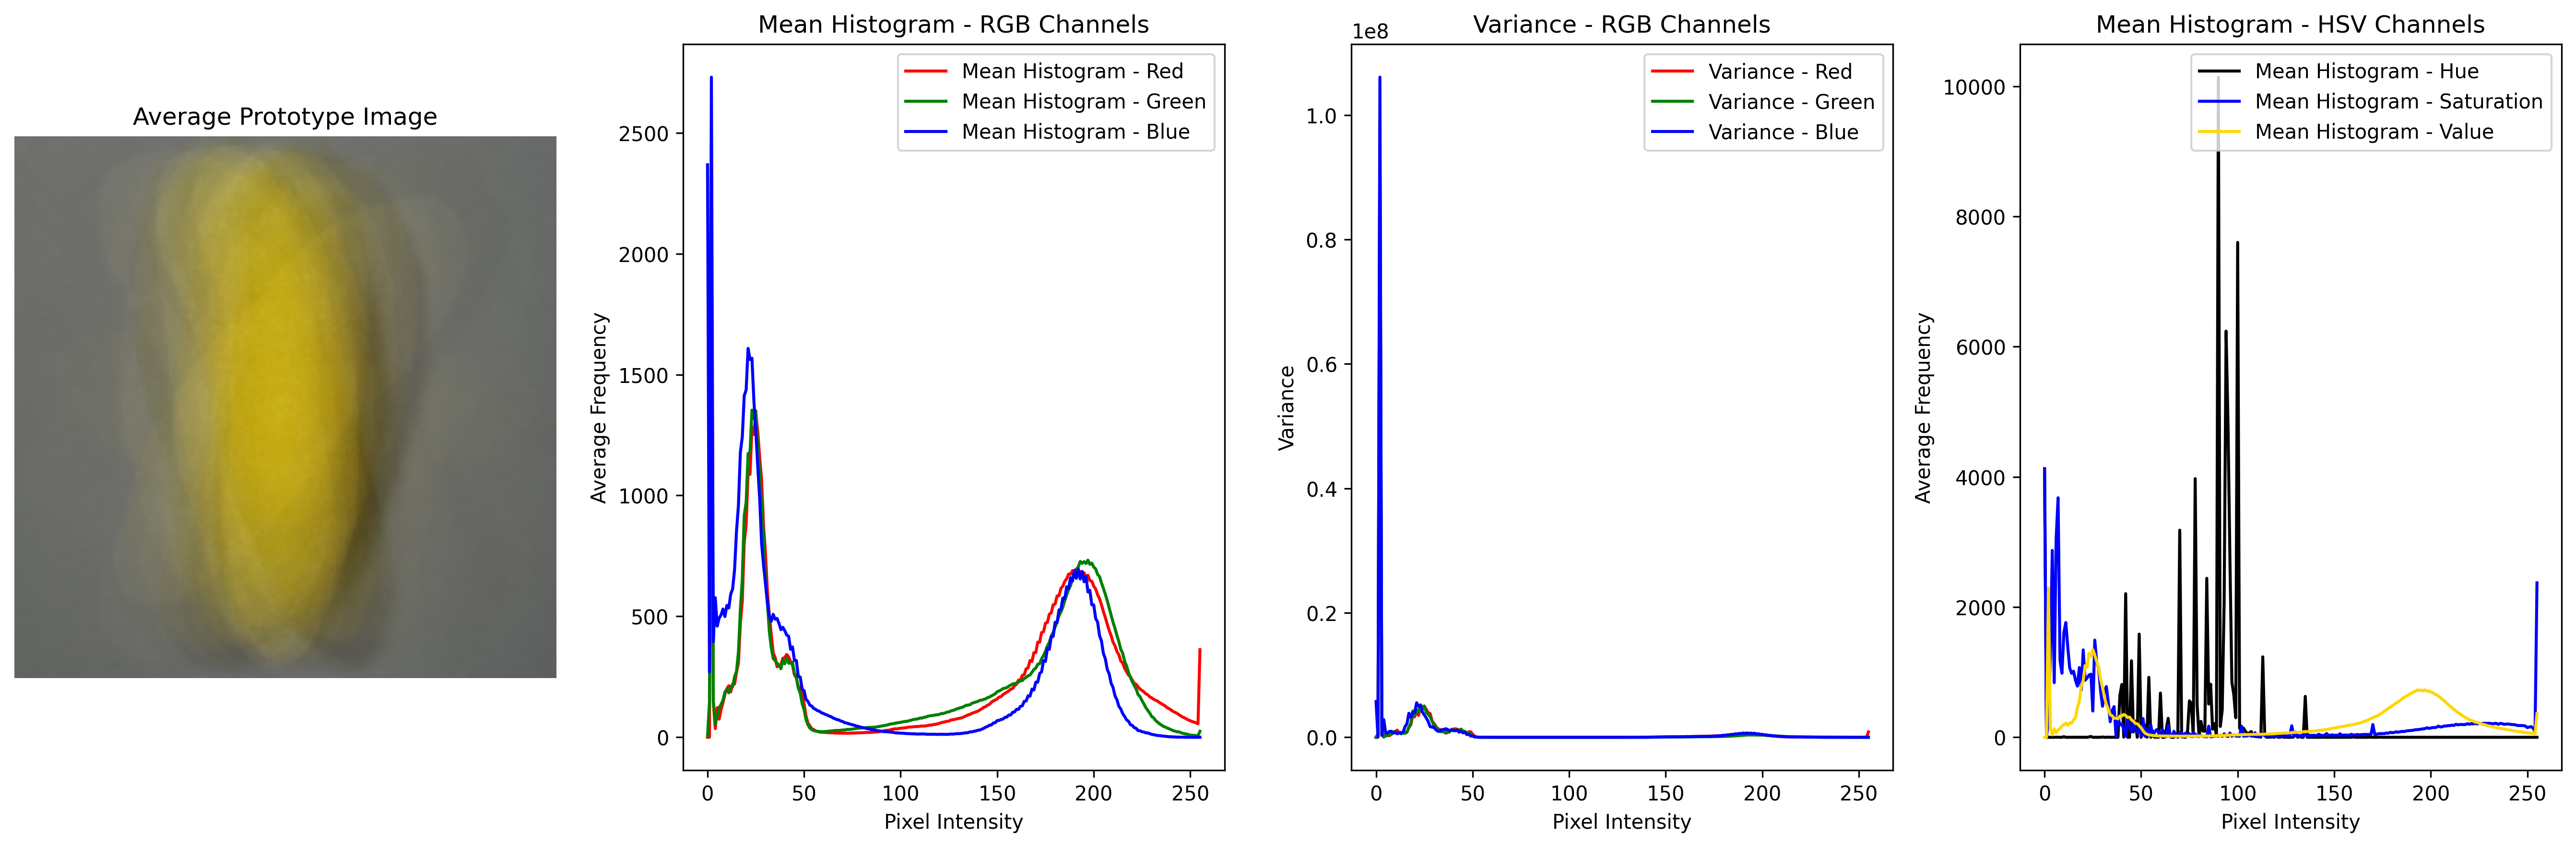 Average Prototype Image
Mean Histogram - RGB Channels
Mean Histogram - Red
Mean Histogram - Green
Mean Histogram - Blue
Average Frequency
2500
2000
1500
1000
500
0
0 50 100 150 200 250
Pixel Intensity
Variance - RGB Channels
1e8
Variance - Red
Variance - Green
Variance - Blue
Variance
1.0
0.8
0.6
0.4
0.2
0.0
0 50 100 150 200 250
Pixel Intensity
Mean Histogram - HSV Channels
Mean Histogram - Hue
Mean Histogram - Saturation
Mean Histogram - Value
Average Frequency
10000
8000
6000
4000
2000
0
0 50 100 150 200 250
Pixel Intensity